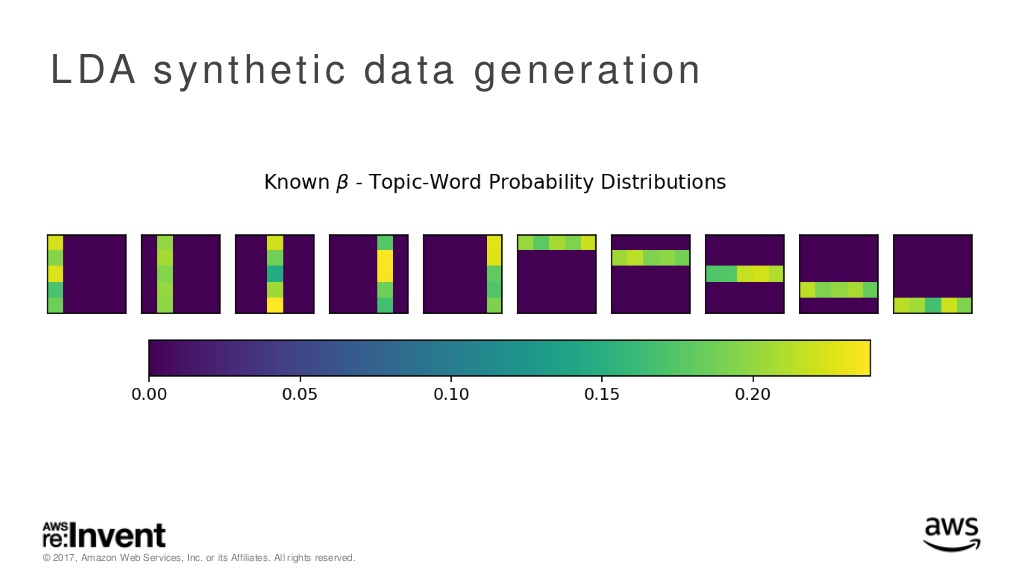 LDA synthetic data generation
Known β - Topic-Word Probability Distributions
0.00 0.05 0.10 0.15 0.20
AWS
re:Invent
© 2017, Amazon Web Services, Inc. or its Affiliates. All rights reserved.
aws